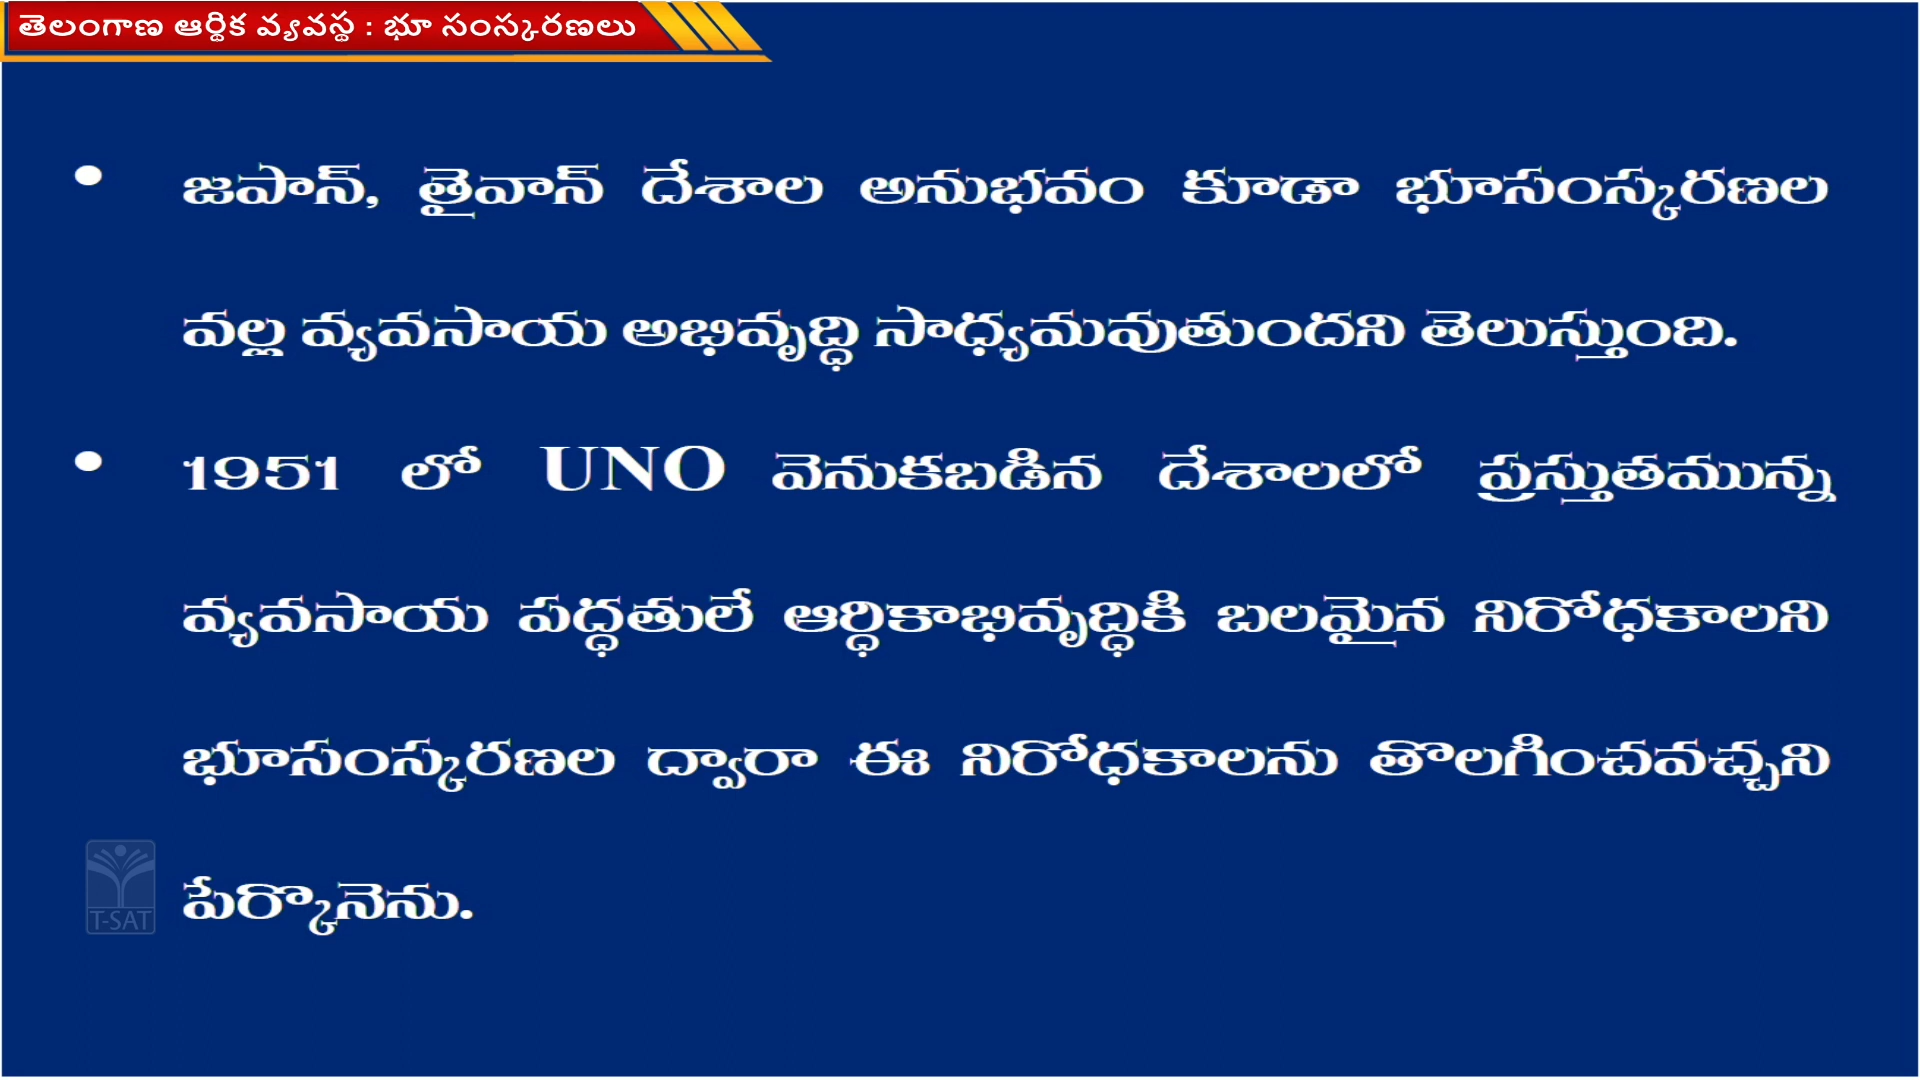 తెలంగాణ ఆర్థిక వ్యవస్థ : భూ సంస్కరణలు
• జపాన్, తైవాన్ దేశాల అనుభవం కూడా భూసంస్కరణల
వల్ల వ్యవసాయ అభివృద్ధి సాధ్యమవుతుందని తెలుస్తుంది.
• 1951 లో UNO వెనుకబడిన దేశాలలో ప్రస్తుతమున్న
వ్యవసాయ పద్ధతులే ఆర్ధికాభివృద్ధికి బలమైన నిరోధకాలని
భూసంస్కరణల ద్వారా ఈ నిరోధకాలను తొలగించవచ్చని
పేర్కొనెను.
T-SAT